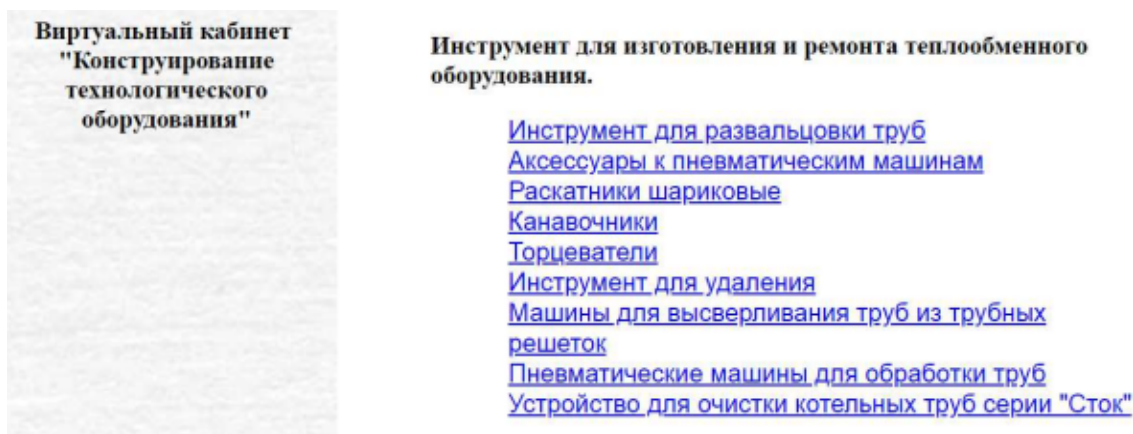 Виртуальный кабинет
"Конструирование
технологического
оборудования"
Инструмент для изготовления и ремонта теплообменного
оборудования.
Инструмент для развальцовки труб
Аксессуары к пневматическим машинам
Раскатники шариковые
Канавочники
Торцеватели
Инструмент для удаления
Машины для высверливания труб из трубных
решеток
Пневматические машины для обработки труб
Устройство для очистки котельных труб серии "Сток"